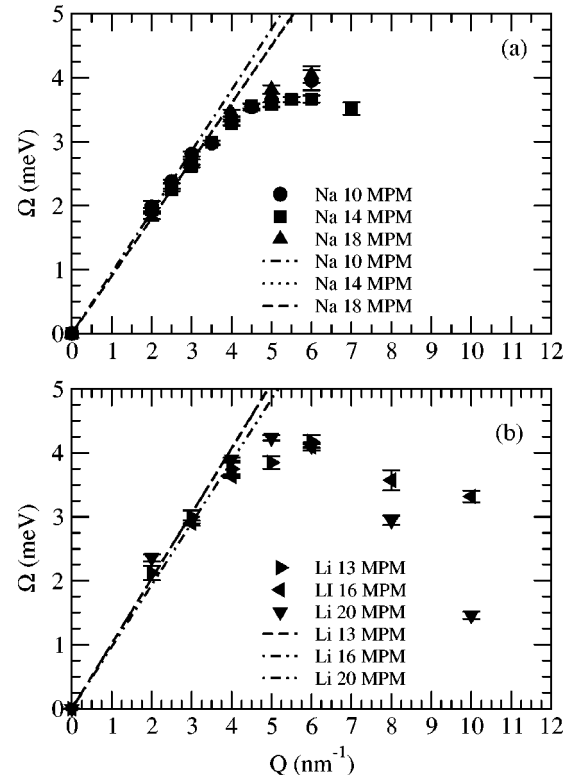 5
4
3
2
1
0
Ω (meV)
(a)
Na 10 MPM
Na 14 MPM
Na 18 MPM
Na 10 MPM
Na 14 MPM
Na 18 MPM
0 1 2 3 4 5 6 7 8 9 10 11 12
5
4
3
2
1
0
Ω (meV)
(b)
Li 13 MPM
LI 16 MPM
Li 20 MPM
Li 13 MPM
Li 16 MPM
Li 20 MPM
0 1 2 3 4 5 6 7 8 9 10 11 12
Q (nm⁻¹)